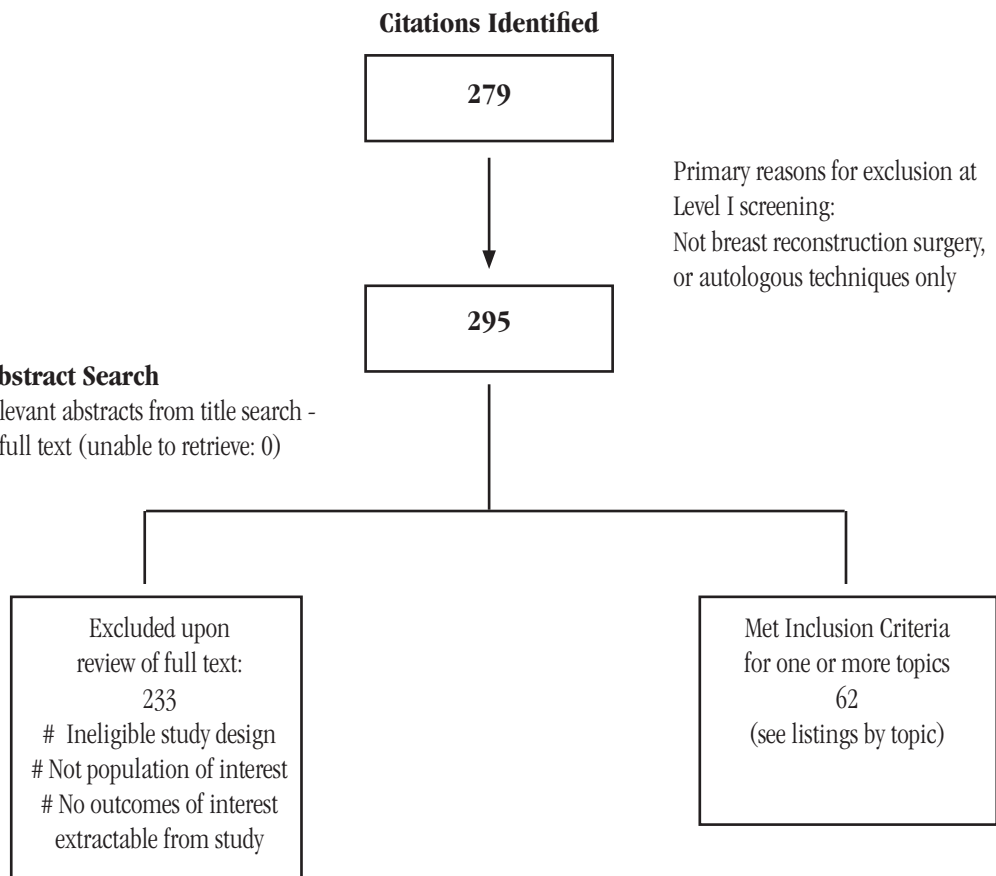 Citations Identified
279
Primary reasons for exclusion at
Level I screening:
Not breast reconstruction surgery,
or autologous techniques only
295
bstract Search
levant abstracts from title search -
full text (unable to retrieve: 0)
Excluded upon
review of full text:
233
# Ineligible study design
# Not population of interest
# No outcomes of interest
extractable from study
Met Inclusion Criteria
for one or more topics
62
(see listings by topic)